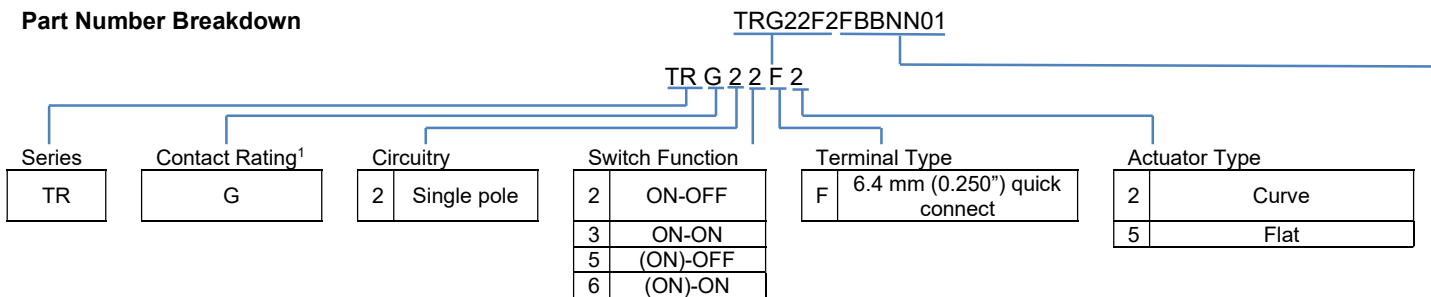 Part Number Breakdown
TRG22F2FBBNN01
TR G 2 2 F 2
Series
Contact Rating1
Circuitry
Switch Function
Terminal Type
Actuator Type
TR
G
2 Single pole
2 ON-OFF
3 ON-ON
5 (ON)-OFF
6 (ON)-ON
F 6.4 mm (0.250”) quick
connect
2 Curve
5 Flat